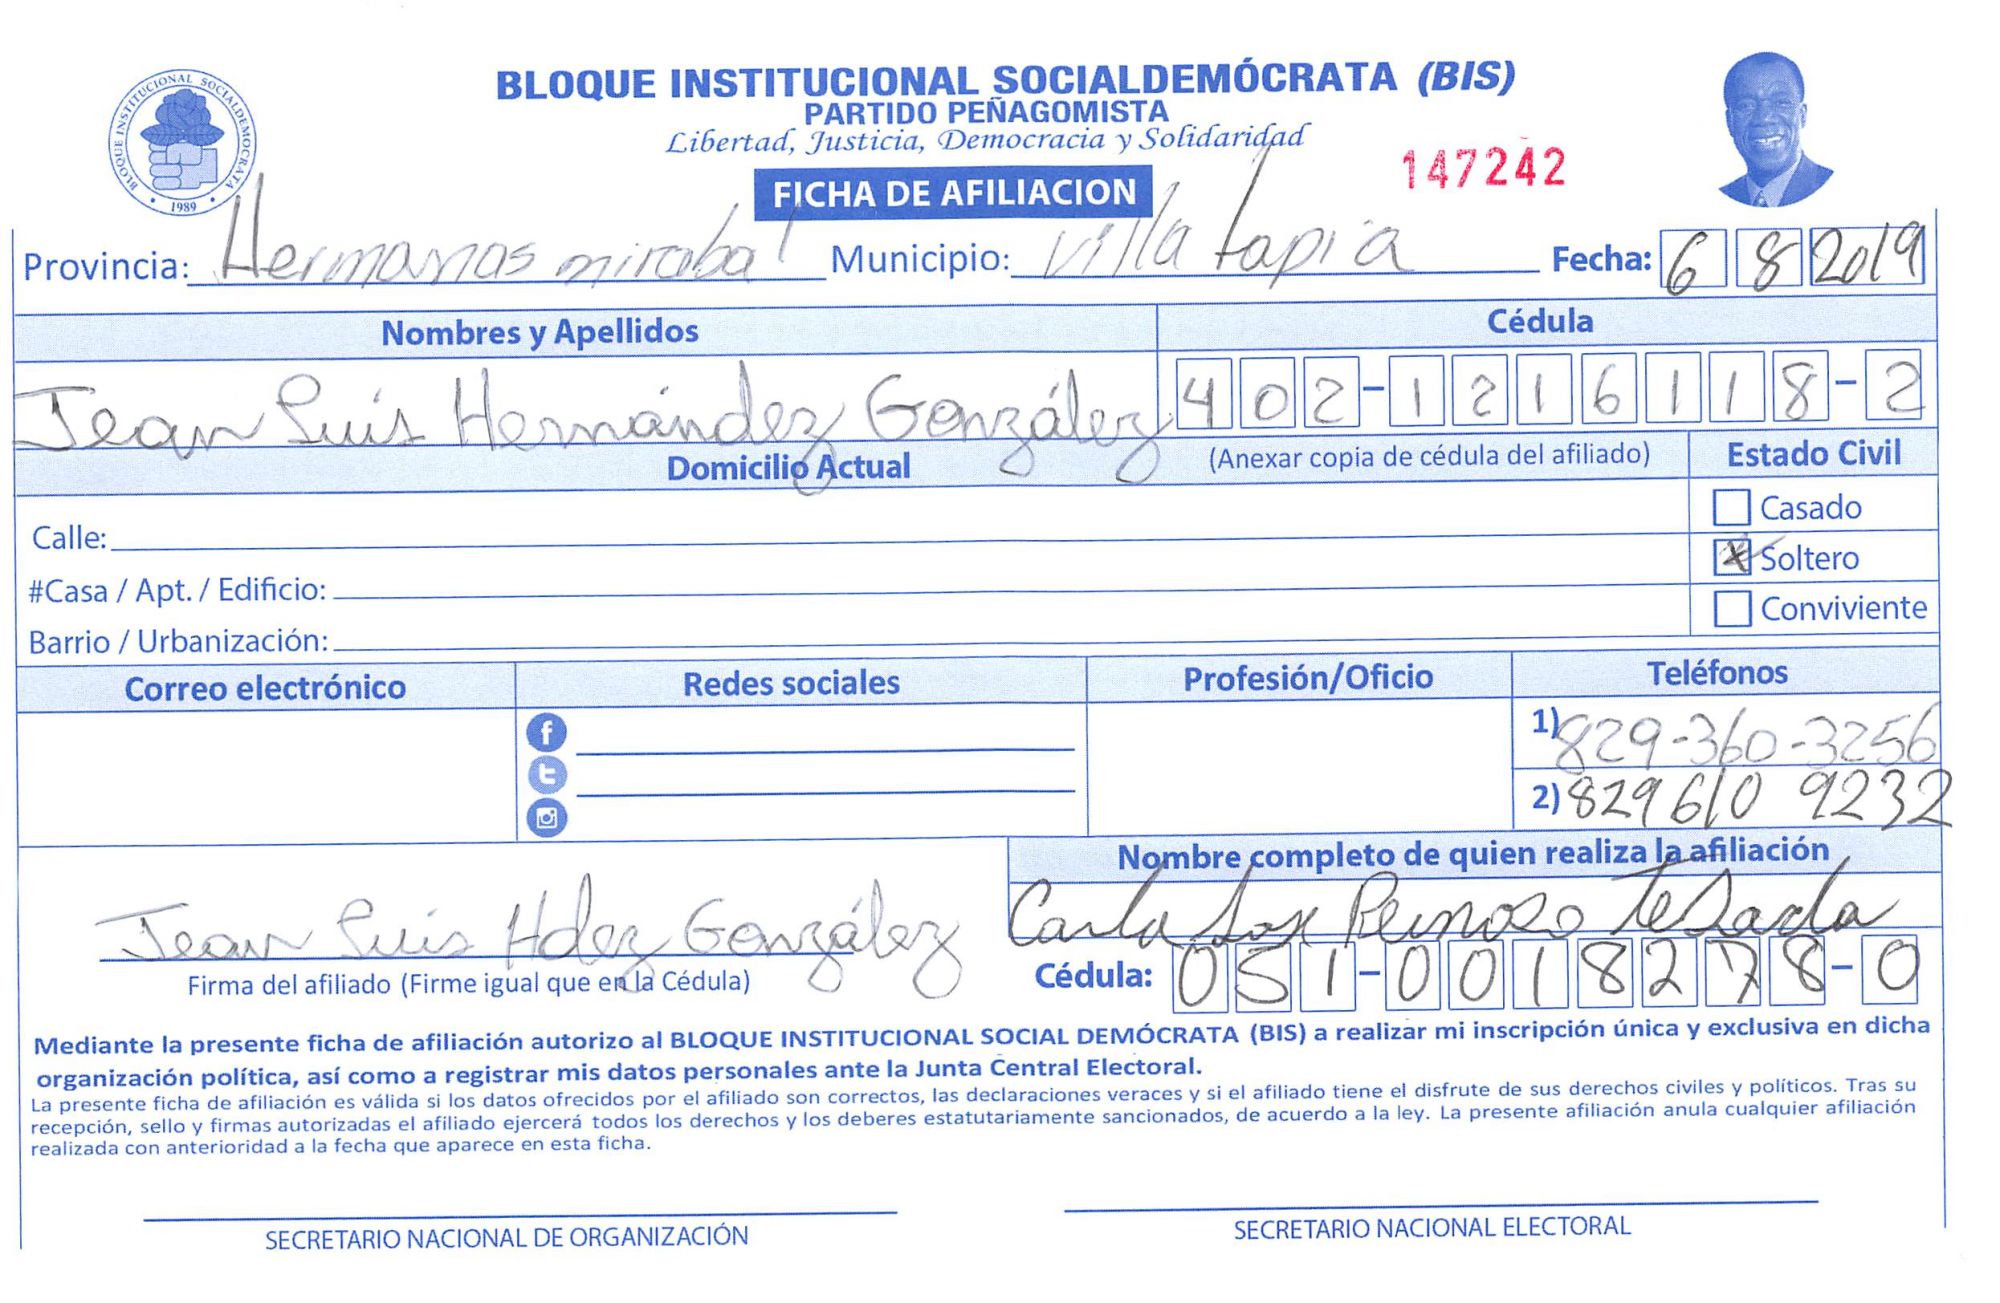 BLOQUE INSTITUCIONAL SOCIALDEMOCRATA
1989
BLOQUE INSTITUCIONAL SOCIALDEMÓCRATA (BIS)
PARTIDO PEÑAGOMISTA
Libertad, Justicia, Democracia y Solidaridad
147242
FICHA DE AFILIACION
Provincia: Hermanas mirabal Municipio: Villa tapia Fecha: 6 8 2019
Nombres y Apellidos Cédula
Jean Luis Hernández González 402-1216118-2
Domicilio Actual (Anexar copia de cédula del afiliado) Estado Civil
Casado
Calle:
X Soltero
#Casa / Apt. / Edificio:
Conviviente
Barrio / Urbanización:
Correo electrónico Redes sociales Profesión/Oficio Teléfonos
1) 829-360-3256
2) 829 610 9232
Nombre completo de quien realiza la afiliación
Jean Luis Hdez González Carla Reinoso
Firma del afiliado (Firme igual que en la Cédula) Cédula: 051-0018278-0
Mediante la presente ficha de afiliación autorizo al BLOQUE INSTITUCIONAL SOCIAL DEMÓCRATA (BIS) a realizar mi inscripción única y exclusiva en dicha
organización política, así como a registrar mis datos personales ante la Junta Central Electoral.
La presente ficha de afiliación es válida si los datos ofrecidos por el afiliado son correctos, las declaraciones veraces y si el afiliado tiene el disfrute de sus derechos civiles y políticos. Tras su
recepción, sello y firmas autorizadas el afiliado ejercerá todos los derechos y los deberes estatutariamente sancionados, de acuerdo a la ley. La presente afiliación anula cualquier afiliación
realizada con anterioridad a la fecha que aparece en esta ficha.
SECRETARIO NACIONAL DE ORGANIZACIÓN SECRETARIO NACIONAL ELECTORAL